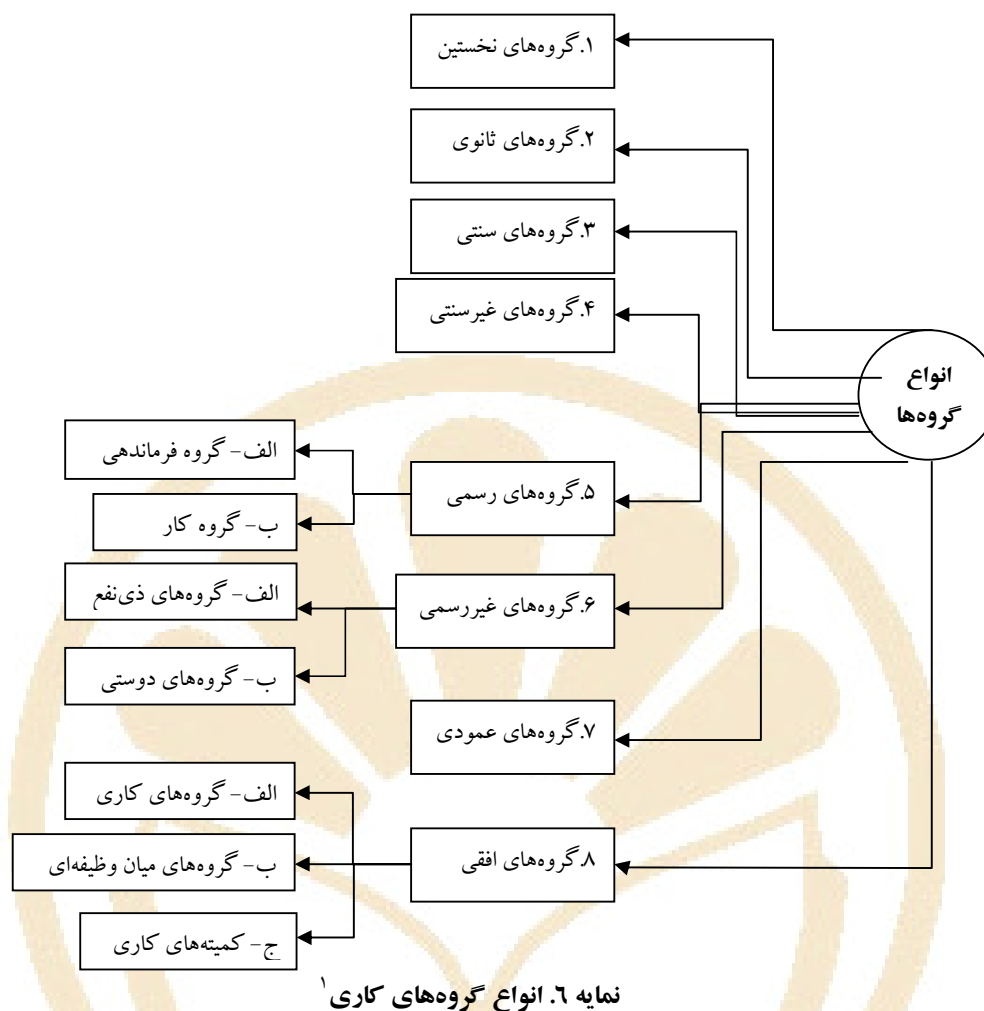 انواع
گروه‌ها
۱.گروه‌های نخستین
۲.گروه‌های ثانوی
۳.گروه‌های سنتی
۴.گروه‌های غیرسنتی
۵.گروه‌های رسمی
الف- گروه فرماندهی
ب- گروه کار
۶.گروه‌های غیررسمی
الف- گروه‌های ذی‌نفع
ب- گروه‌های دوستی
۷.گروه‌های عمودی
۸.گروه‌های افقی
الف- گروه‌های کاری
ب- گروه‌های میان وظیفه‌ای
ج- کمیته‌های کاری
نمایه ٦. انواع گروه‌های کاری۱